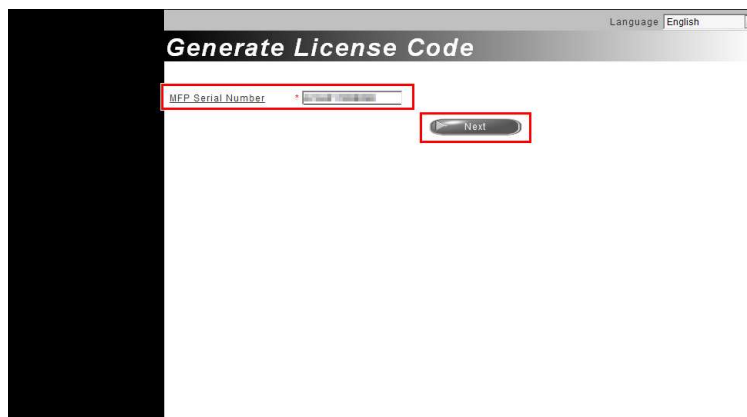 Language English
Generate License Code
MFP Serial Number *
Next